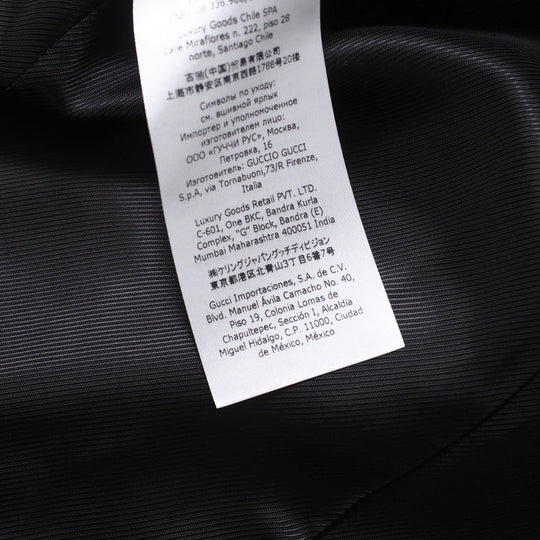 Luxury Goods Chile SPA
Calle Miraflores n. 222, piso 28
norte, Santiago Chile
古驰(中国)贸易有限公司
上海市静安区南京西路1788号20楼
Символы по уходу:
см. вшивной ярлык
Импортер и уполномоченное
изготовителем лицо:
ООО «ГУЧЧИ РУС», Москва,
Петровка, 16
Изготовитель: GUCCIO GUCCI
S.p.A, via Tornabuoni,73/R Firenze,
Italia
Luxury Goods Retail PVT. LTD.
C-601, One BKC, Bandra Kurla
Complex, "G" Block, Bandra (E)
Mumbai Maharashtra 400051 India
㈱ケリングジャパングッチディビジョン
東京都港区北青山3丁目6番7号
Gucci Importaciones, S.A. de C.V.
Blvd. Manuel Ávila Camacho No. 40,
Piso 19, Colonia Lomas de
Chapultepec, Sección I, Alcaldía
Miguel Hidalgo, C.P. 11000, Ciudad
de México, México